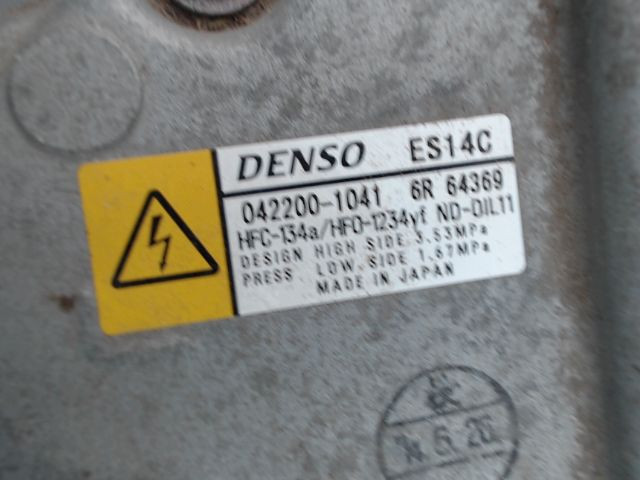 DENSO ES14C
042200-1041 6R 64369
HFC-134a/HFO-1234yf ND-OIL11
DESIGN HIGH SIDE 3.53MPa
PRESS LOW SIDE 1.67MPa
MADE IN JAPAN